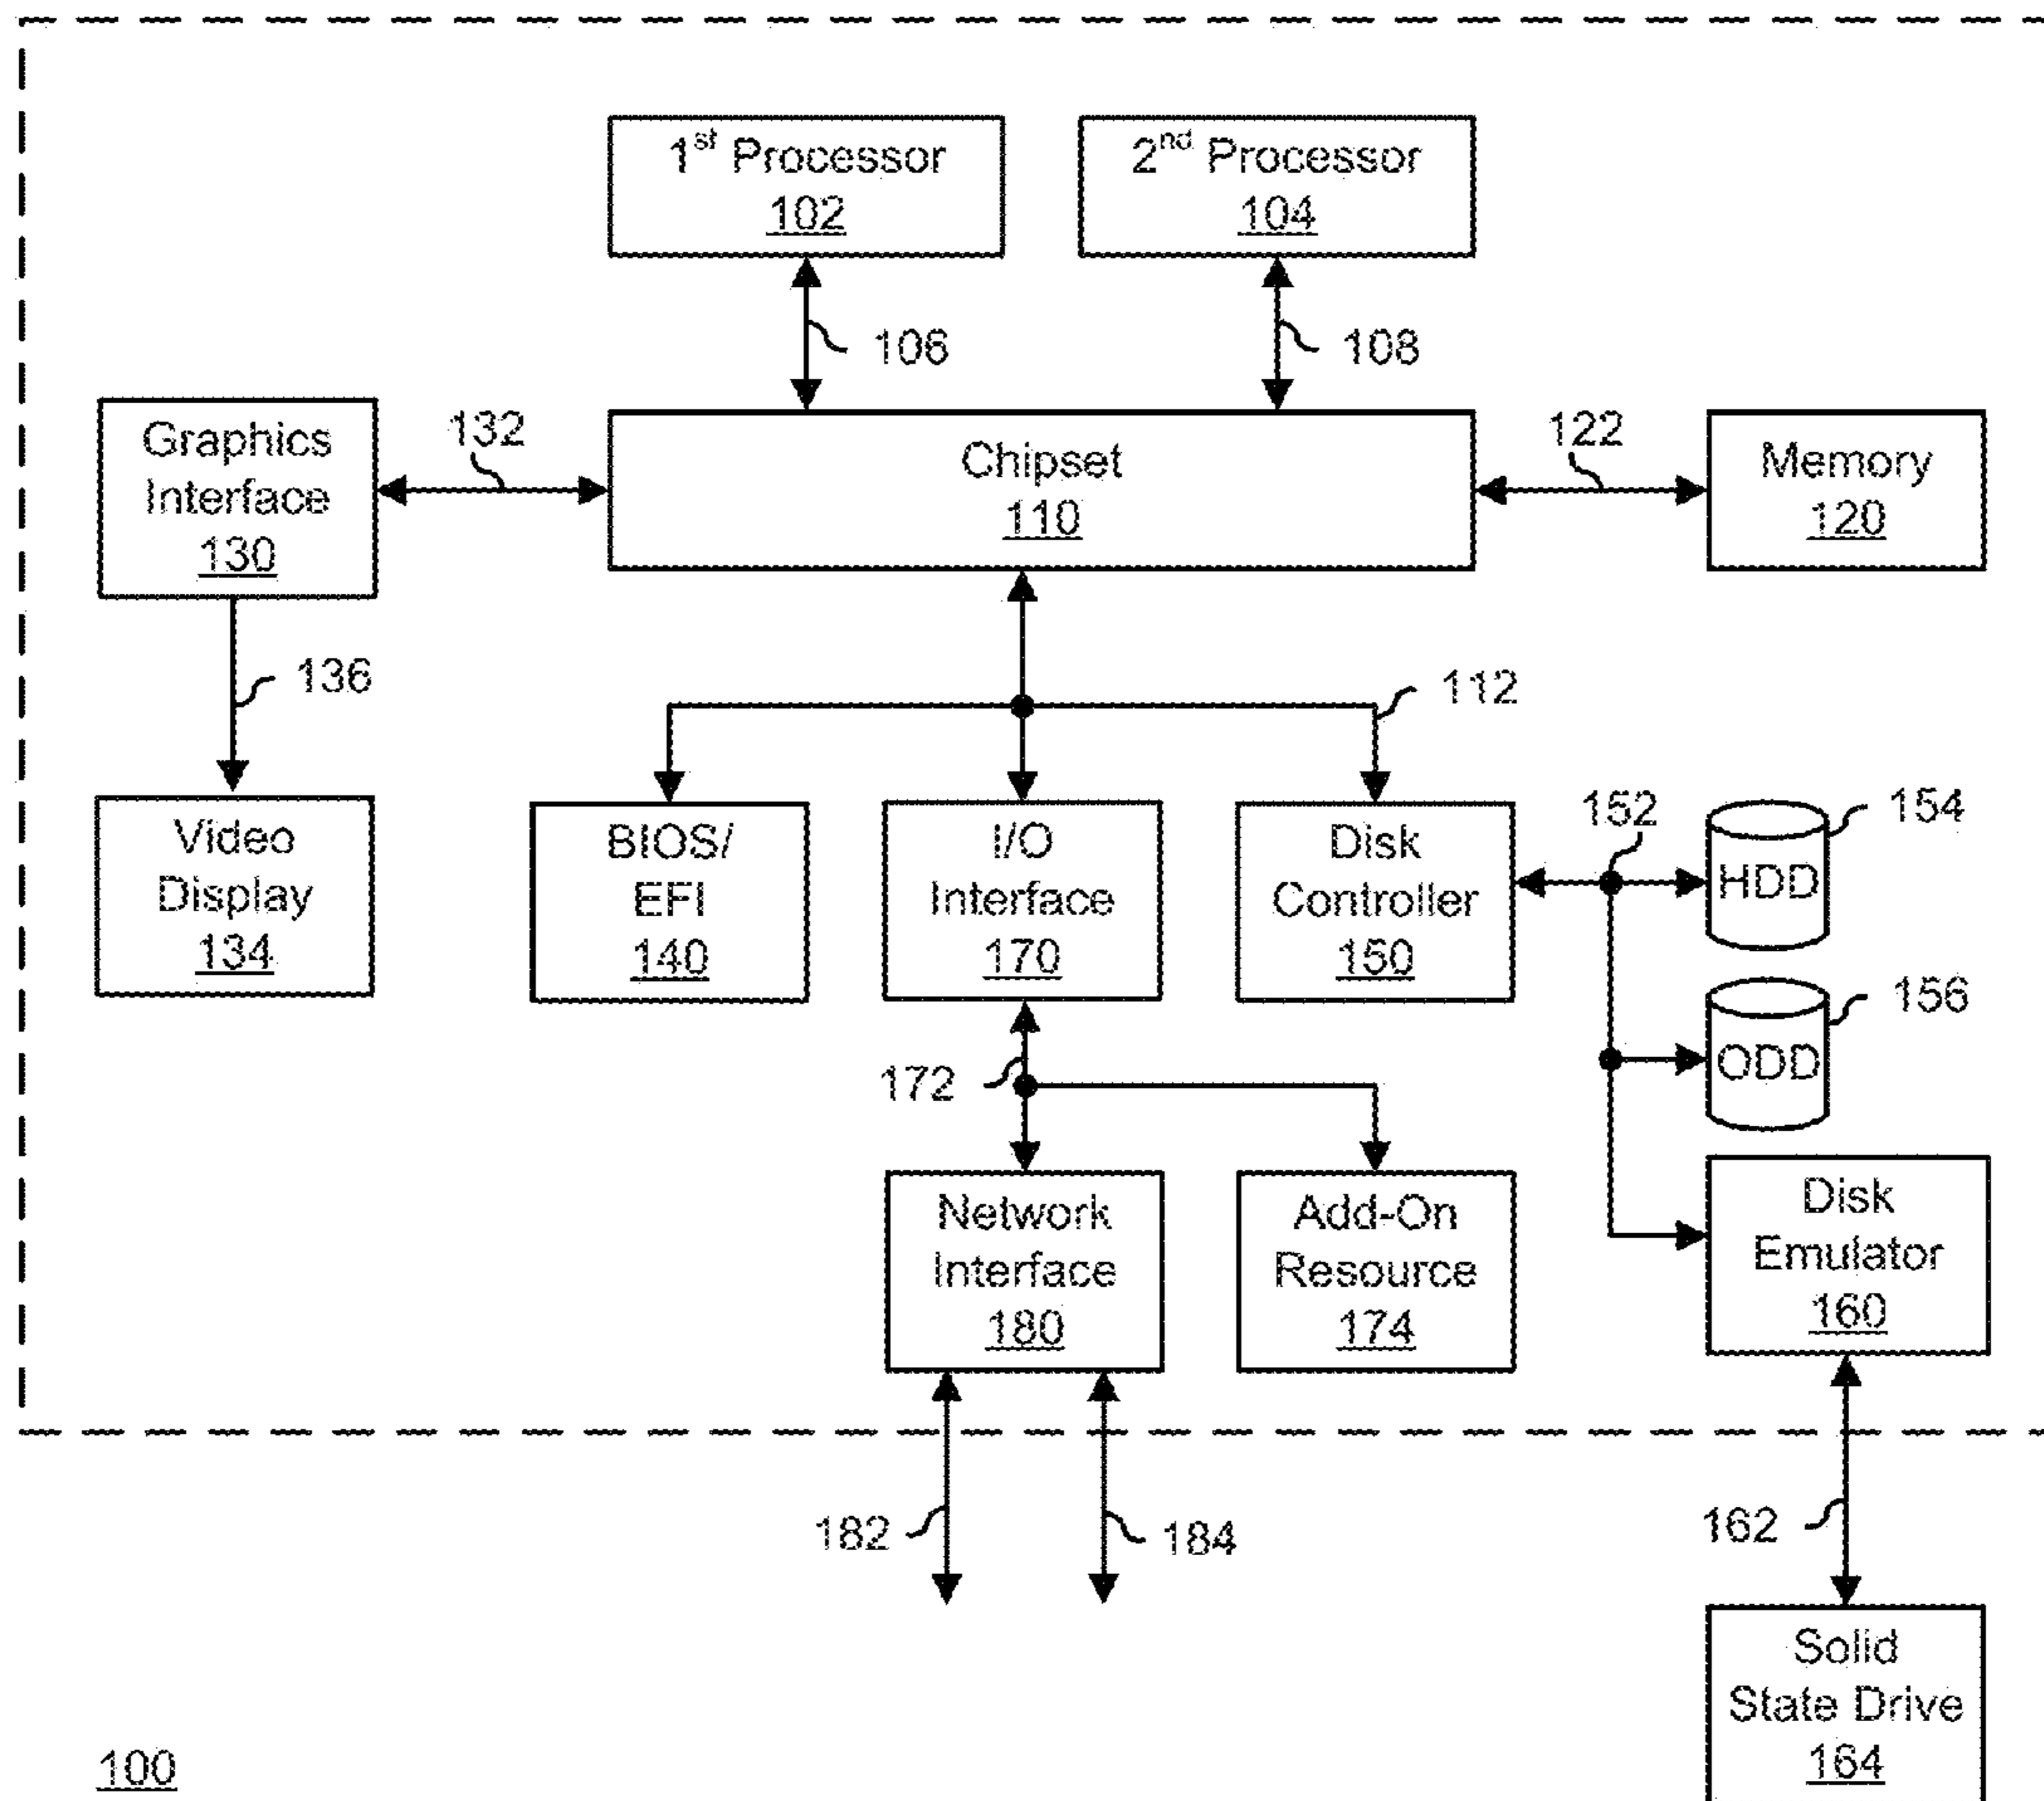 1st Processor
102
2nd Processor
104
106
108
Graphics
Interface
130
132
Chipset
110
122
Memory
120
136
112
Video
Display
134
BIOS/
EFI
140
I/O
Interface
170
Disk
Controller
150
152
HDD
154
ODD
156
172
Network
Interface
180
Add-On
Resource
174
Disk
Emulator
160
182
184
162
Solid
State Drive
164
100